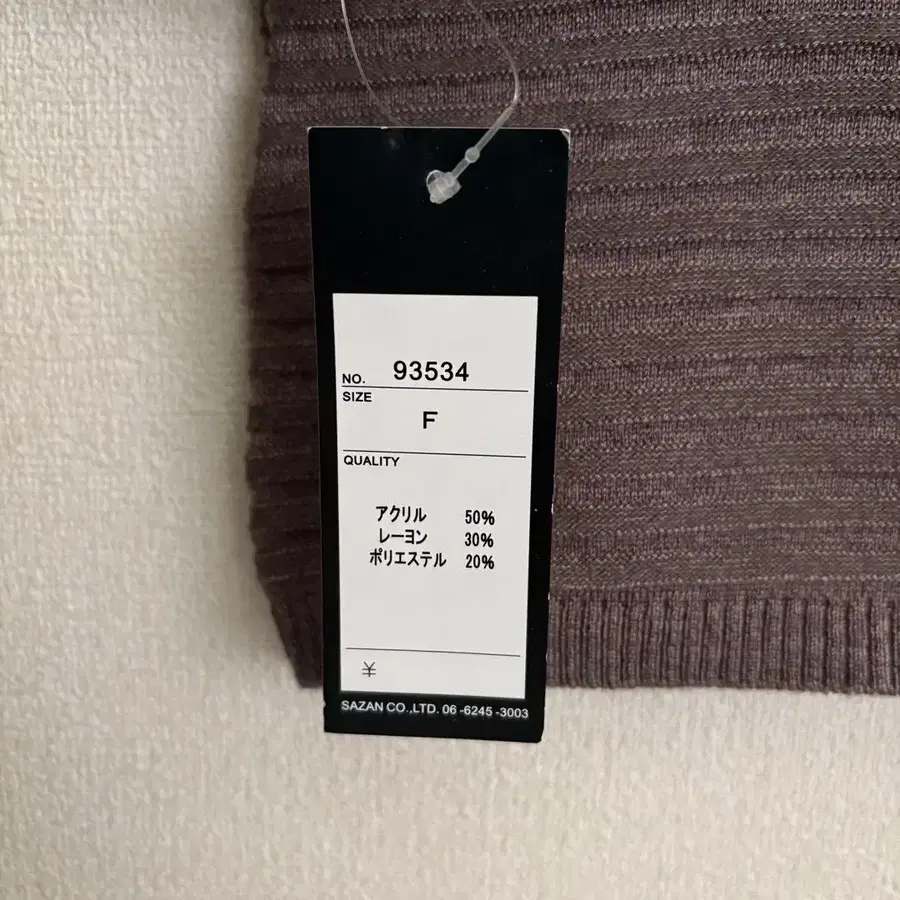 NO. 93534
SIZE
F
QUALITY
アクリル 50%
レーヨン 30%
ポリエステル 20%
¥
SAZAN CO.,LTD. 06-6245-3003